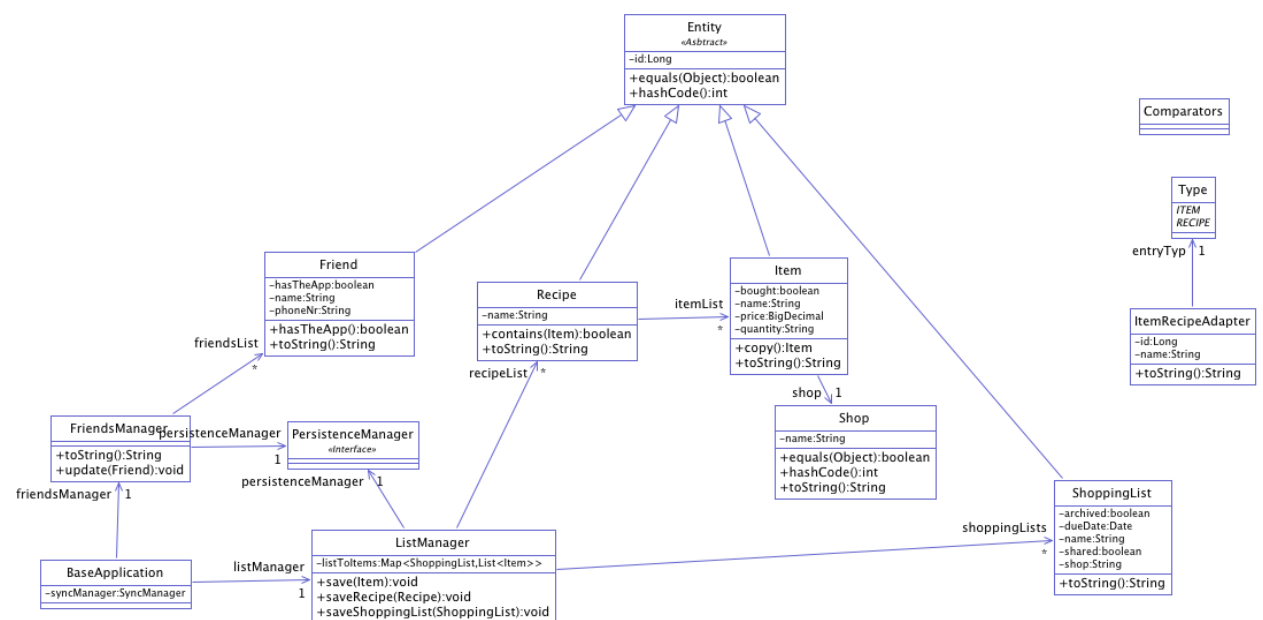 Entity
«Asbtract»
-id:Long
+equals(Object):boolean
+hashCode():int
Comparators
Type
ITEM
RECIPE
entryTyp 1
ItemRecipeAdapter
-id:Long
-name:String
+toString():String
Friend
-hasTheApp:boolean
-name:String
-phoneNr:String
+hasTheApp():boolean
+toString():String
friendsList
*
Recipe
-name:String
+contains(Item):boolean
+toString():String
recipeList *
itemList
*
Item
-bought:boolean
-name:String
-price:BigDecimal
-quantity:String
+copy():Item
+toString():String
shop 1
Shop
-name:String
+equals(Object):boolean
+hashCode():int
+toString():String
FriendsManager
+toString():String
+update(Friend):void
persistenceManager
1
PersistenceManager
«Interface»
persistenceManager 1
friendsManager 1
BaseApplication
-syncManager:SyncManager
listManager
1
ListManager
-listToItems:Map<ShoppingList,List<Item>>
+save(Item):void
+saveRecipe(Recipe):void
+saveShoppingList(ShoppingList):void
shoppingLists
*
ShoppingList
-archived:boolean
-dueDate:Date
-name:String
-shared:boolean
-shop:String
+toString():String